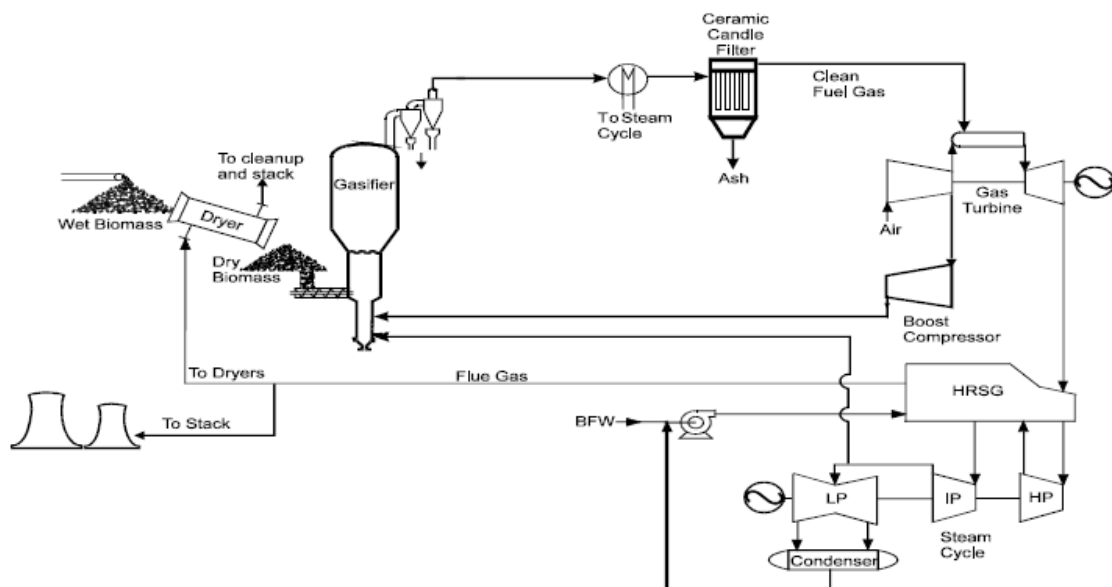 Ceramic
Candle
Filter
Clean
Fuel Gas
To Steam
Cycle
Ash
To cleanup
and stack
Gasifier
Wet Biomass
Dryer
Dry
Biomass
Gas
Turbine
Air
Boost
Compressor
To Dryers
Flue Gas
HRSG
To Stack
BFW
LP
IP
HP
Steam
Cycle
Condenser